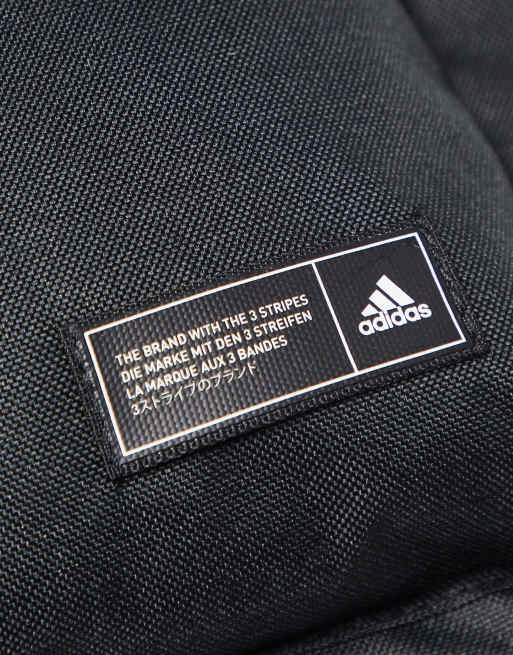 THE BRAND WITH THE 3 STRIPES
DIE MARKE MIT DEN 3 STREIFEN
LA MARQUE AUX 3 BANDES
3ストライプのブランド
adidas